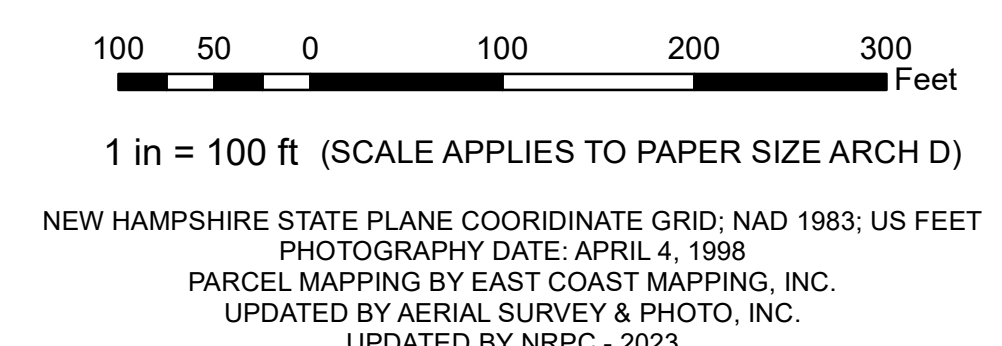 100 50 0 100 200 300
Feet
1 in = 100 ft (SCALE APPLIES TO PAPER SIZE ARCH D)
NEW HAMPSHIRE STATE PLANE COORIDINATE GRID; NAD 1983; US FEET
PHOTOGRAPHY DATE: APRIL 4, 1998
PARCEL MAPPING BY EAST COAST MAPPING, INC.
UPDATED BY AERIAL SURVEY & PHOTO, INC.
UPDATED BY NRPC - 2023